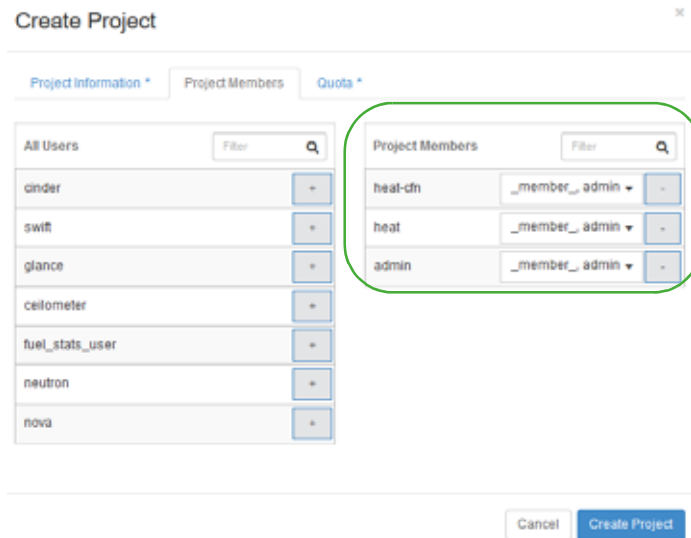 Create Project
×
Project Information * Project Members Quota *
All Users Filter Project Members Filter
cinder + heat-cfn _member_, admin -
swift + heat _member_, admin -
glance + admin _member_, admin -
ceilometer +
fuel_stats_user +
neutron +
nova +
Cancel Create Project